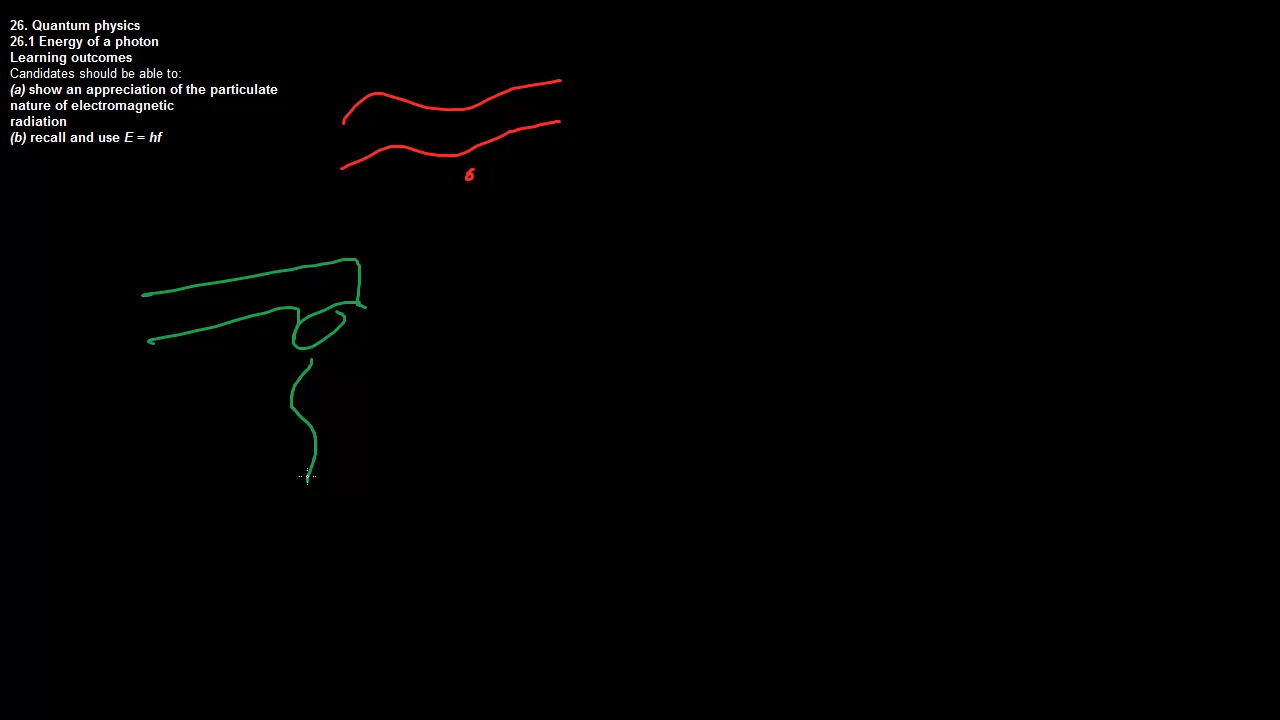 26. Quantum physics
26.1 Energy of a photon
Learning outcomes
Candidates should be able to:
(a) show an appreciation of the particulate
nature of electromagnetic
radiation
(b) recall and use E = hf